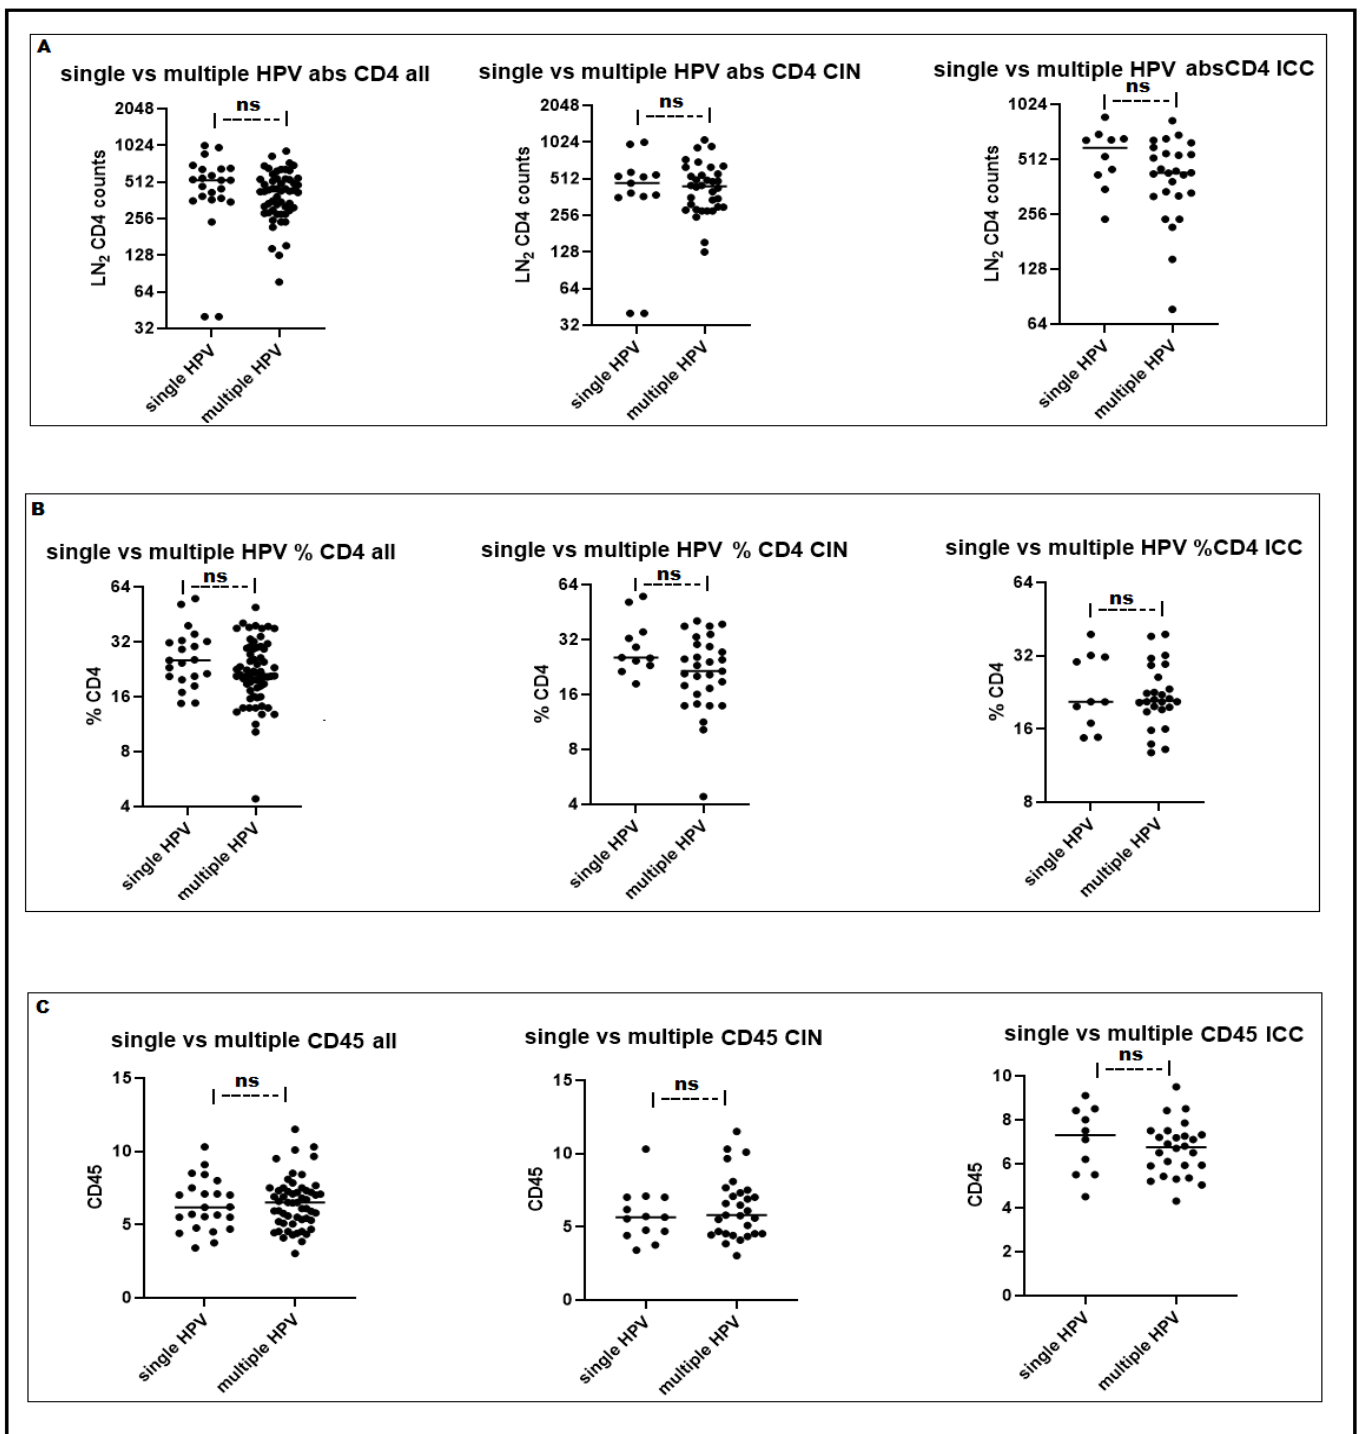 A
single vs multiple HPV abs CD4 all
single vs multiple HPV abs CD4 CIN
single vs multiple HPV absCD4 ICC
ns
ns
ns
2048
1024
512
256
128
64
32
LN2 CD4 counts
single HPV
multiple HPV
2048
1024
512
256
128
64
32
LN2 CD4 counts
single HPV
multiple HPV
1024
512
256
128
64
LN2 CD4 counts
single HPV
multiple HPV
B
single vs multiple HPV % CD4 all
single vs multiple HPV % CD4 CIN
single vs multiple HPV %CD4 ICC
ns
ns
ns
64
32
16
8
4
% CD4
single HPV
multiple HPV
64
32
16
8
4
% CD4
single HPV
multiple HPV
64
32
16
8
% CD4
single HPV
multiple HPV
C
single vs multiple CD45 all
single vs multiple CD45 CIN
single vs multiple CD45 ICC
ns
ns
ns
15
10
5
0
CD45
single HPV
multiple HPV
15
10
5
0
CD45
single HPV
multiple HPV
10
8
6
4
2
0
CD45
single HPV
multiple HPV